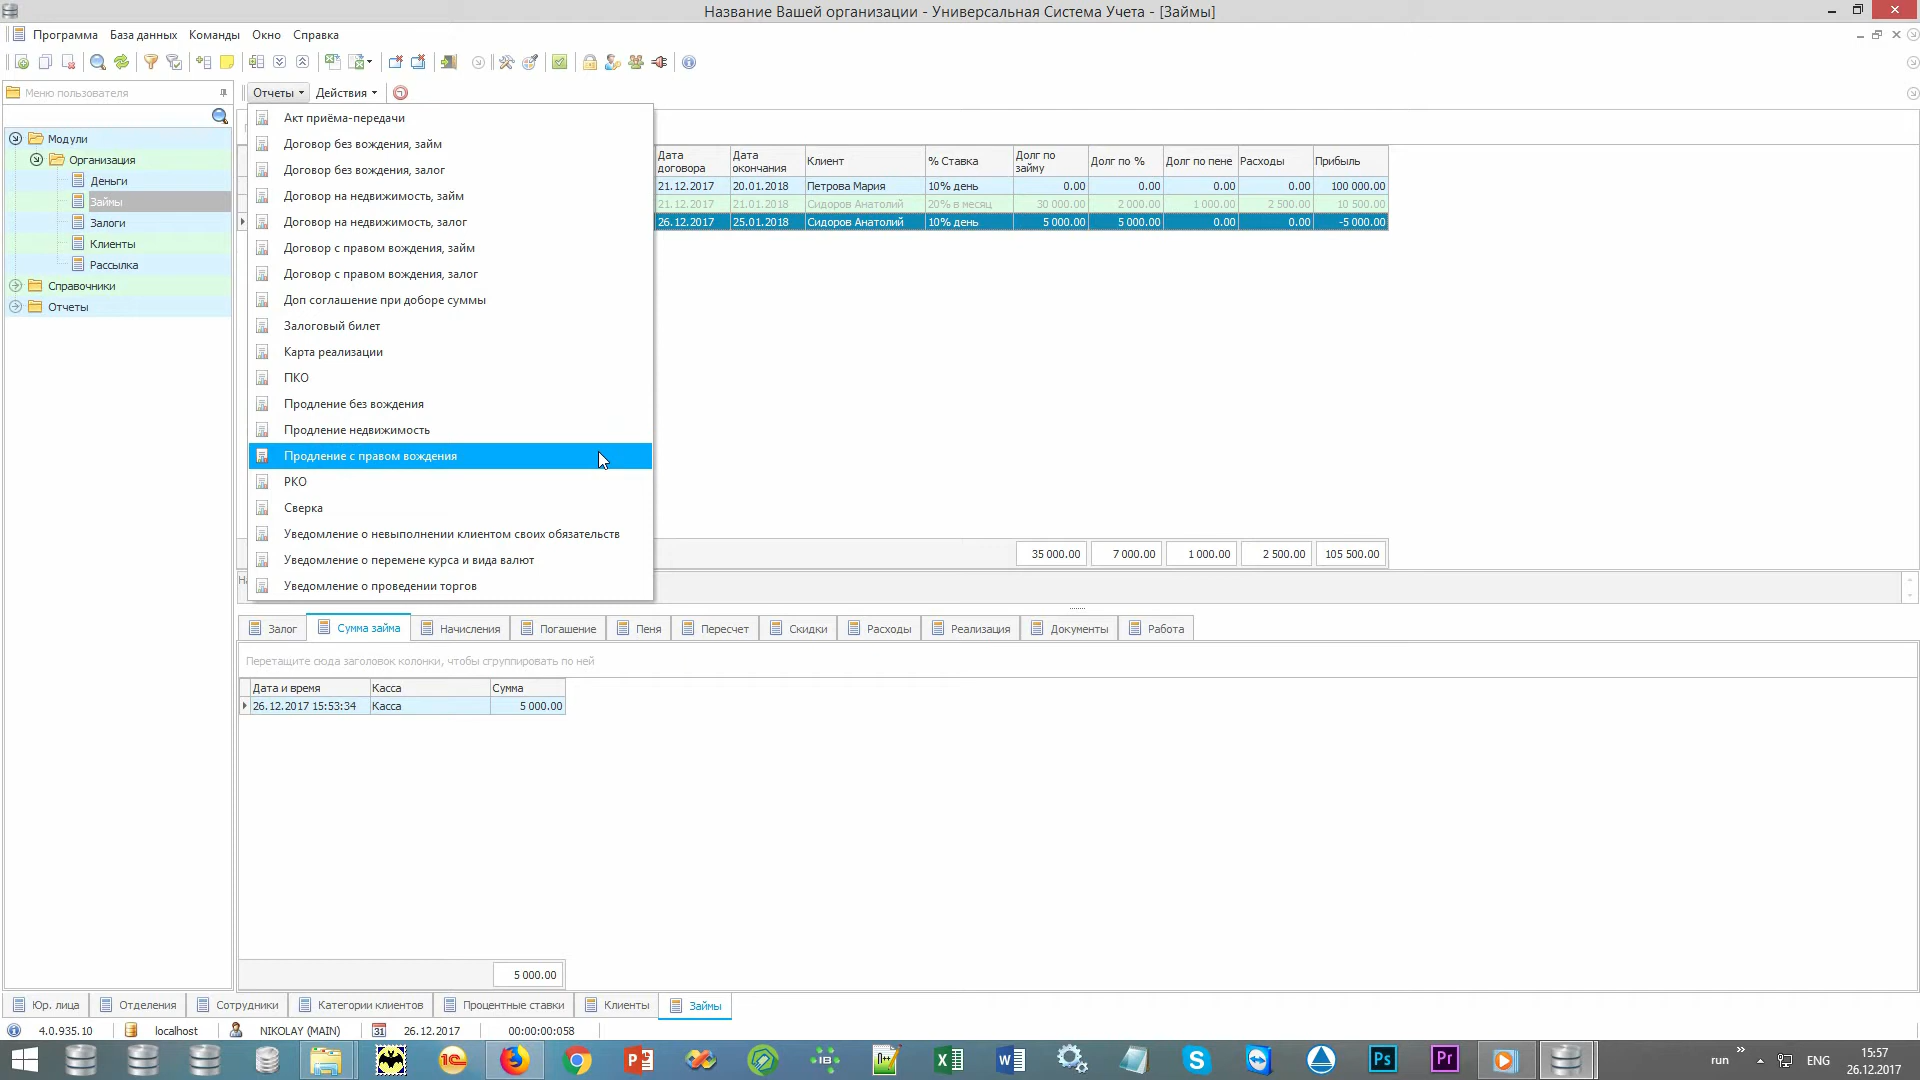 Название Вашей организации - Универсальная Система Учета - [Займы]
Программа База данных Команды Окно Справка
Меню пользователя
Отчеты Действия
Модули
Организация
Деньги
Займы
Залоги
Клиенты
Рассылка
Справочники
Отчеты
Акт приёма-передачи
Договор без вождения, займ
Договор без вождения, залог
Договор на недвижимость, займ
Договор на недвижимость, залог
Договор с правом вождения, займ
Договор с правом вождения, залог
Доп соглашение при доборе суммы
Залоговый билет
Карта реализации
ПКО
Продление без вождения
Продление недвижимость
Продление с правом вождения
РКО
Сверка
Уведомление о невыполнении клиентом своих обязательств
Уведомление о перемене курса и вида валют
Уведомление о проведении торгов
Дата договора Дата окончания Клиент % Ставка Долг по займу Долг по % Долг по пене Расходы Прибыль
21.12.2017 20.01.2018 Петрова Мария 10% день 0.00 0.00 0.00 0.00 100 000.00
21.12.2017 21.01.2018 Сидоров Анатолий 20% в месяц 30 000.00 2 000.00 1 000.00 2 500.00 10 500.00
26.12.2017 25.01.2018 Сидоров Анатолий 10% день 5 000.00 5 000.00 0.00 0.00 -5 000.00
35 000.00 7 000.00 1 000.00 2 500.00 105 500.00
Залог Сумма займа Начисления Погашение Пеня Пересчет Скидки Расходы Реализация Документы Работа
Перетащите сюда заголовок колонки, чтобы сгруппировать по ней
Дата и время Касса Сумма
26.12.2017 15:53:34 Касса 5 000.00
5 000.00
Юр. лица Отделения Сотрудники Категории клиентов Процентные ставки Клиенты Займы
4.0.935.10 localhost NIKOLAY (MAIN) 31 26.12.2017 00:00:00:058
run ENG 15:57
26.12.2017